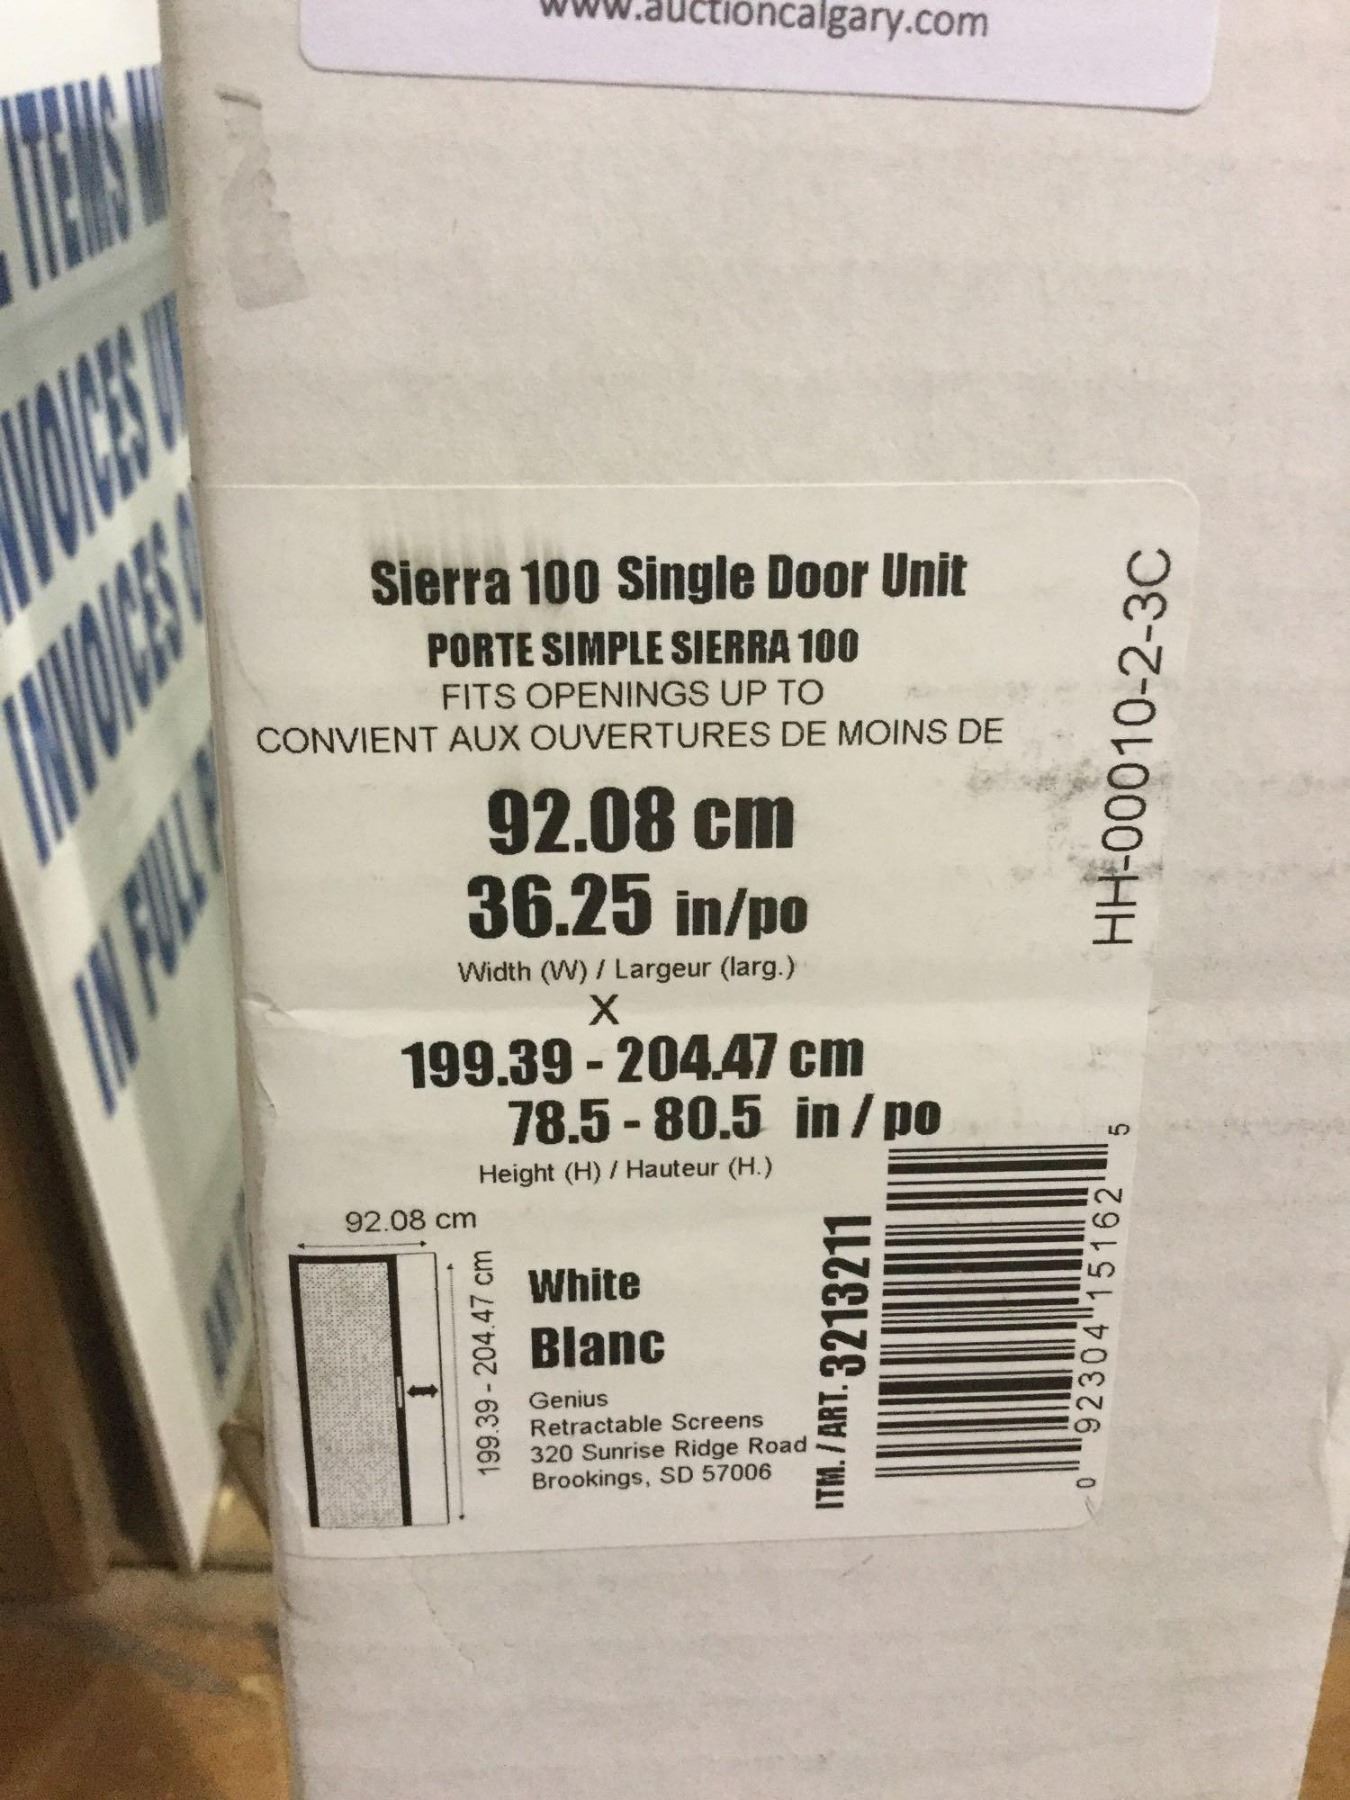 www.auctioncalgary.com
ITEMS
INVOICES
INVOICES
IN FULL
Sierra 100 Single Door Unit
PORTE SIMPLE SIERRA 100
FITS OPENINGS UP TO
CONVIENT AUX OUVERTURES DE MOINS DE
92.08 cm
36.25 in/po
Width (W) / Largeur (larg.)
X
199.39 - 204.47 cm
78.5 - 80.5 in / po
Height (H) / Hauteur (H.)
92.08 cm
199.39 - 204.47 cm
White
Blanc
Genius
Retractable Screens
320 Sunrise Ridge Road
Brookings, SD 57006
ITM. / ART. 3213211
0 92304 15162 5
HH-00010-2-3C